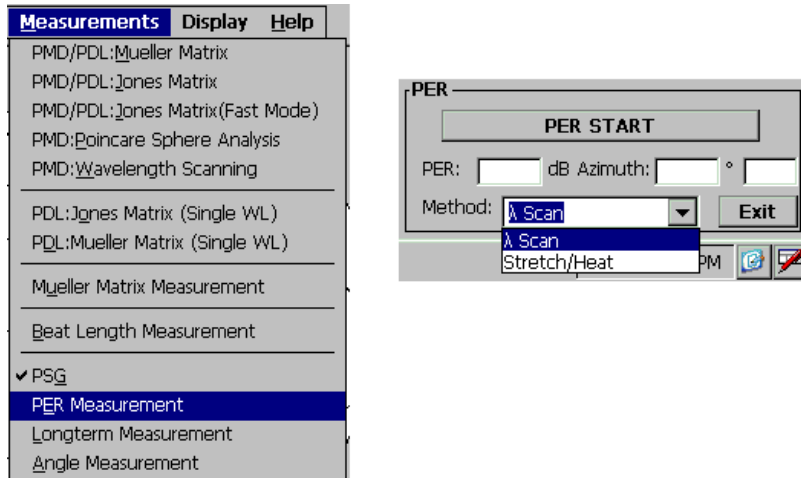 Measurements Display Help
PMD/PDL:Mueller Matrix
PMD/PDL:Jones Matrix
PMD/PDL:Jones Matrix(Fast Mode)
PMD:Poincare Sphere Analysis
PMD:Wavelength Scanning
PDL:Jones Matrix (Single WL)
PDL:Mueller Matrix (Single WL)
Mueller Matrix Measurement
Beat Length Measurement
PSG
PER Measurement
Longterm Measurement
Angle Measurement
PER
PER START
PER: dB Azimuth: °
Method: λ Scan Exit
λ Scan
Stretch/Heat PM